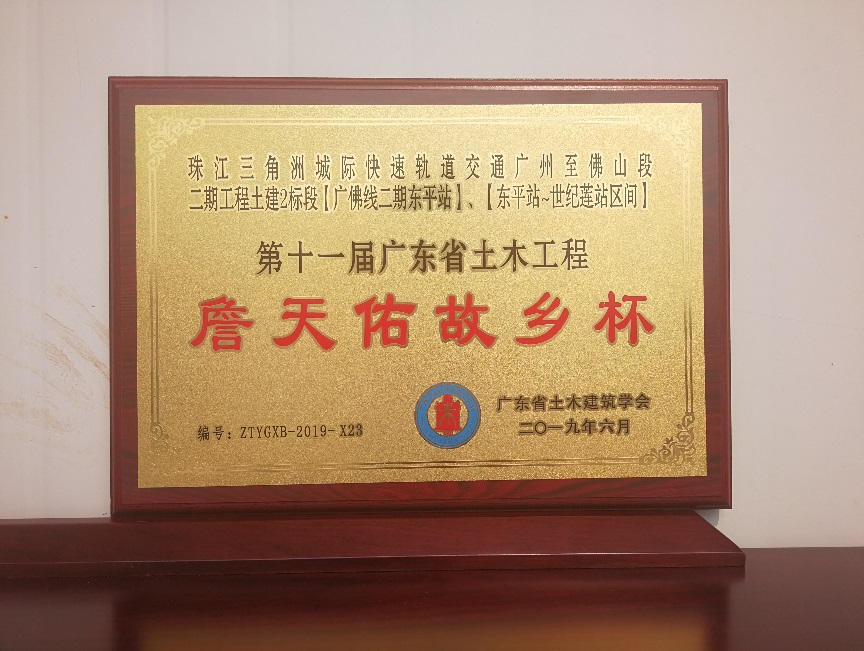 珠江三角洲城际快速轨道交通广州至佛山段
二期工程土建2标段【广佛线二期东平站】、【东平站~世纪莲站区间】
第十一届广东省土木工程
詹天佑故乡杯
编号：ZTYGXB-2019-X23
广东省土木建筑学会
二〇一九年六月